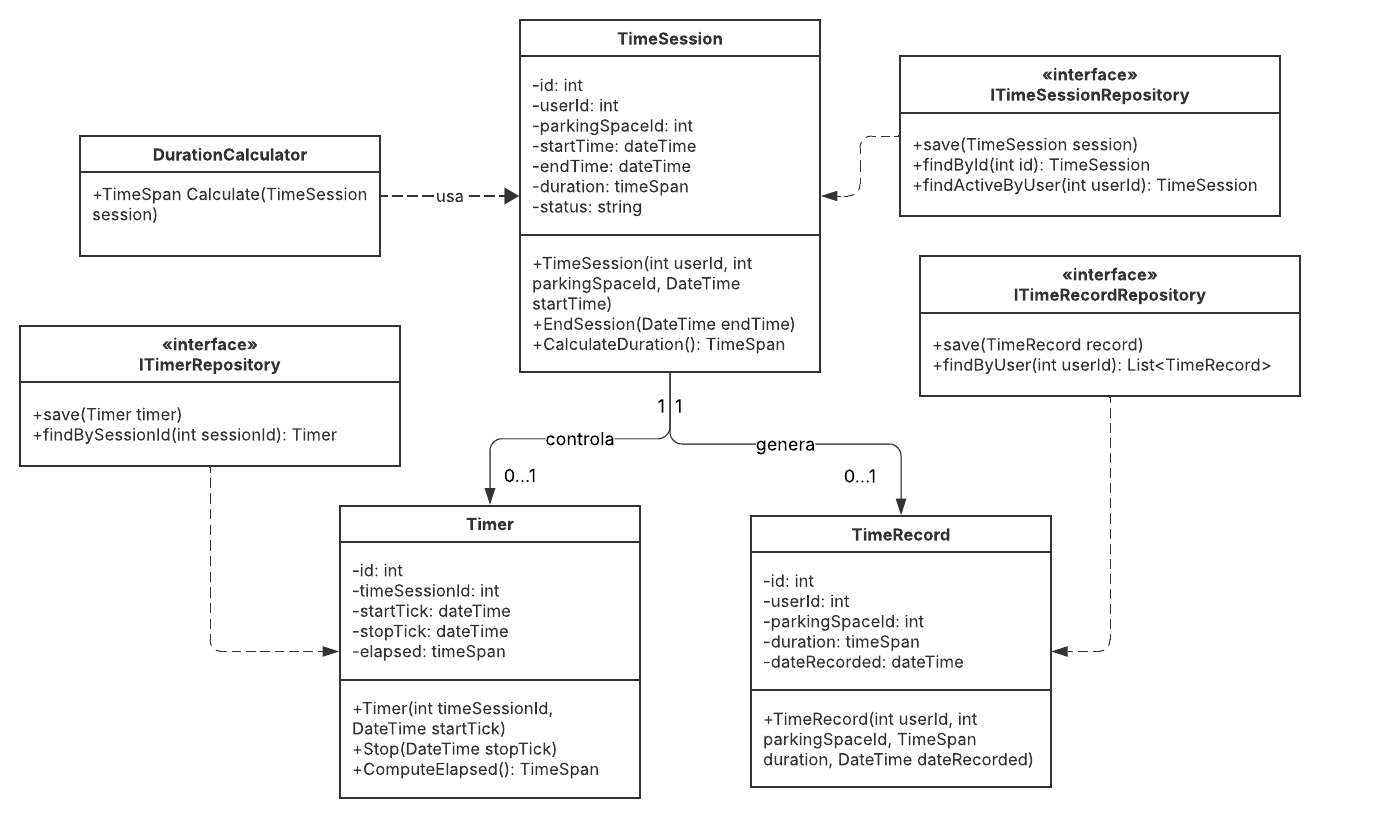 TimeSession
-id: int
-userId: int
-parkingSpaceId: int
-startTime: dateTime
-endTime: dateTime
-duration: timeSpan
-status: string
+TimeSession(int userId, int
parkingSpaceId, DateTime
startTime)
+EndSession(DateTime endTime)
+CalculateDuration(): TimeSpan
«interface»
ITimeSessionRepository
+save(TimeSession session)
+findById(int id): TimeSession
+findActiveByUser(int userId): TimeSession
DurationCalculator
+TimeSpan Calculate(TimeSession
session)
usa
«interface»
ITimeRecordRepository
+save(TimeRecord record)
+findByUser(int userId): List<TimeRecord>
«interface»
ITimerRepository
+save(Timer timer)
+findBySessionId(int sessionId): Timer
1 1
controla
genera
0...1
0...1
Timer
-id: int
-timeSessionId: int
-startTick: dateTime
-stopTick: dateTime
-elapsed: timeSpan
+Timer(int timeSessionId,
DateTime startTick)
+Stop(DateTime stopTick)
+ComputeElapsed(): TimeSpan
TimeRecord
-id: int
-userId: int
-parkingSpaceId: int
-duration: timeSpan
-dateRecorded: dateTime
+TimeRecord(int userId, int
parkingSpaceId, TimeSpan
duration, DateTime dateRecorded)